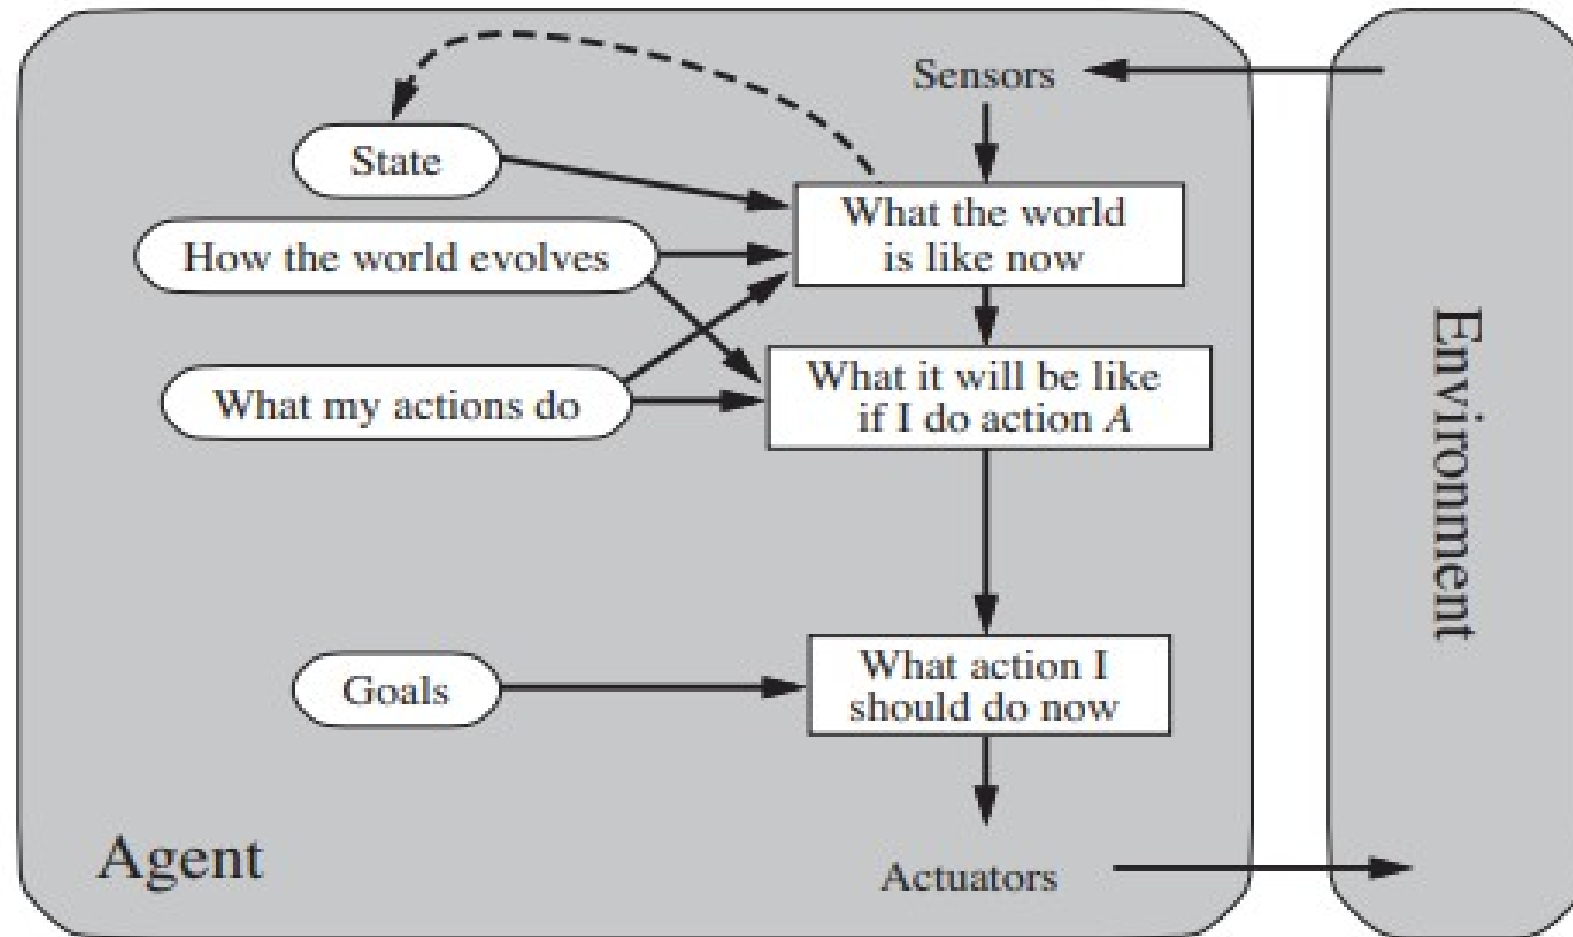 Sensors
State
What the world
is like now
How the world evolves
What it will be like
if I do action A
What my actions do
Goals
What action I
should do now
Agent
Actuators
Environment